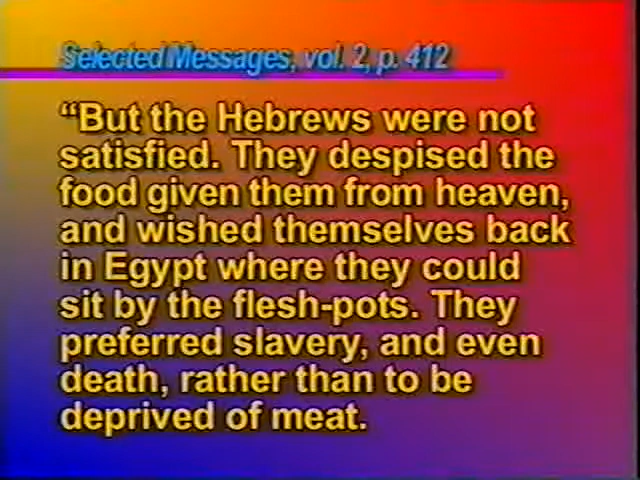 Selected Messages, vol. 2, p. 412
“But the Hebrews were not
satisfied. They despised the
food given them from heaven,
and wished themselves back
in Egypt where they could
sit by the flesh-pots. They
preferred slavery, and even
death, rather than to be
deprived of meat.